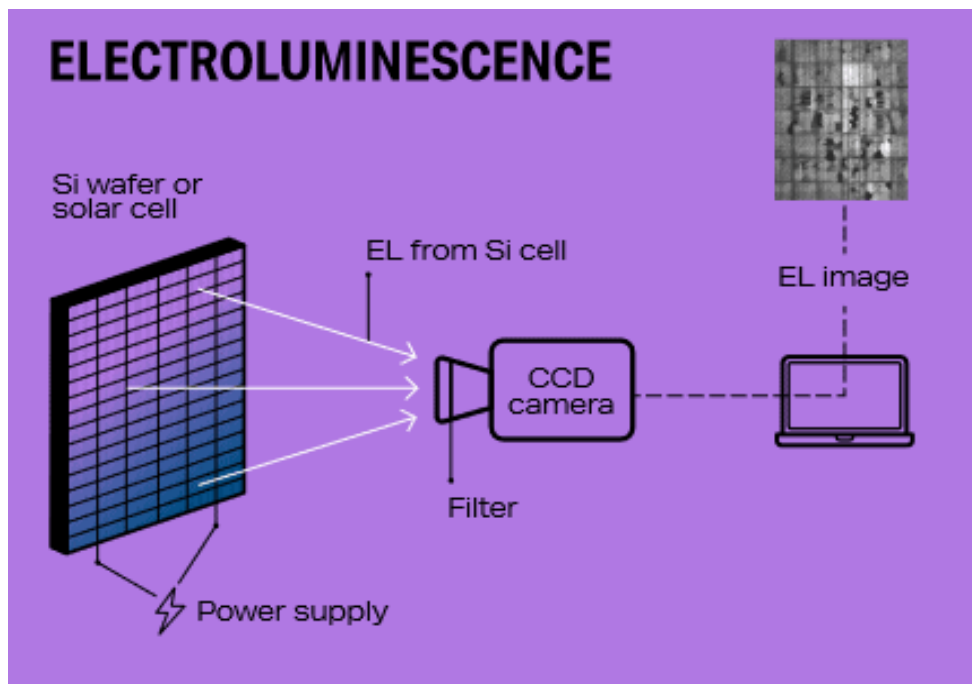 ELECTROLUMINESCENCE
Si wafer or
solar cell
EL from Si cell
EL image
CCD
camera
Filter
Power supply